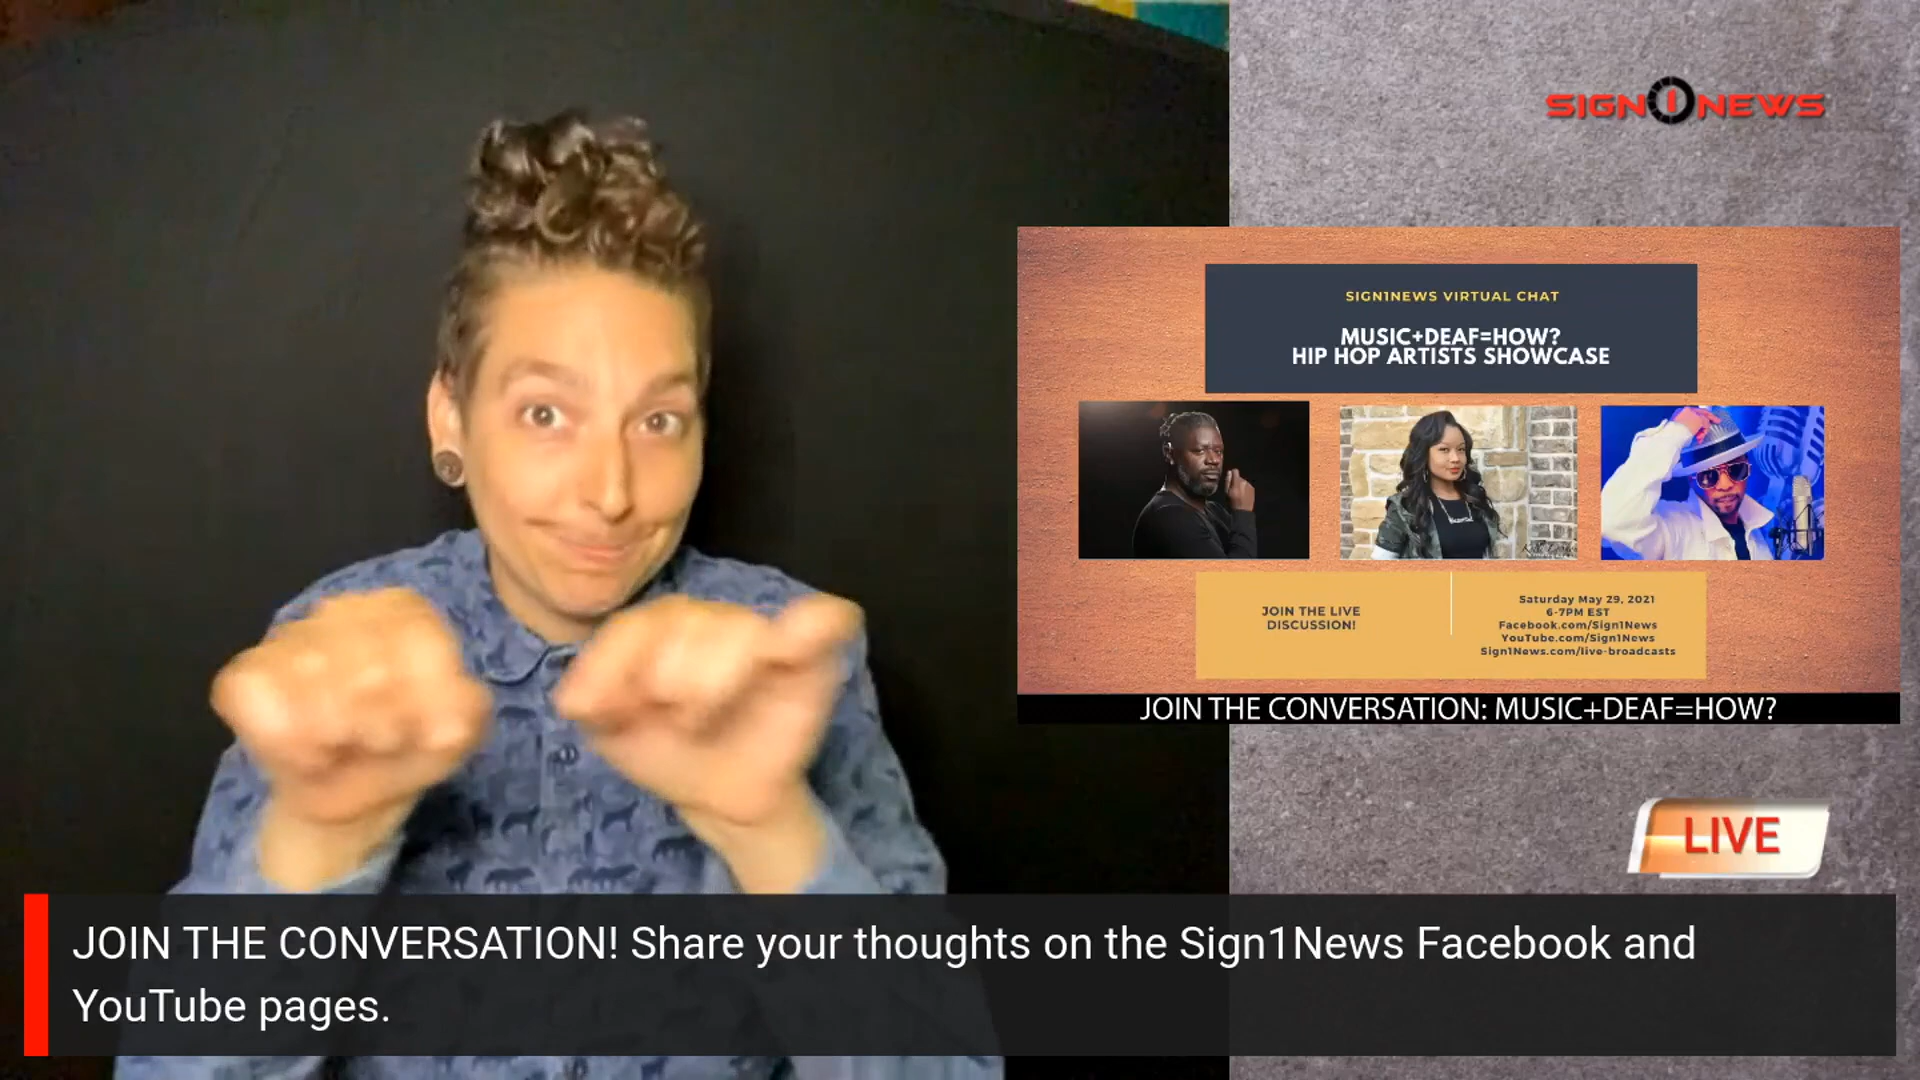 SIGN1NEWS
SIGN1NEWS VIRTUAL CHAT
MUSIC+DEAF=HOW?
HIP HOP ARTISTS SHOWCASE
JOIN THE LIVE
DISCUSSION!
Saturday May 29, 2021
6-7PM EST
Facebook.com/Sign1News
YouTube.com/Sign1News
Sign1News.com/live-broadcasts
JOIN THE CONVERSATION: MUSIC+DEAF=HOW?
LIVE
JOIN THE CONVERSATION! Share your thoughts on the Sign1News Facebook and
YouTube pages.